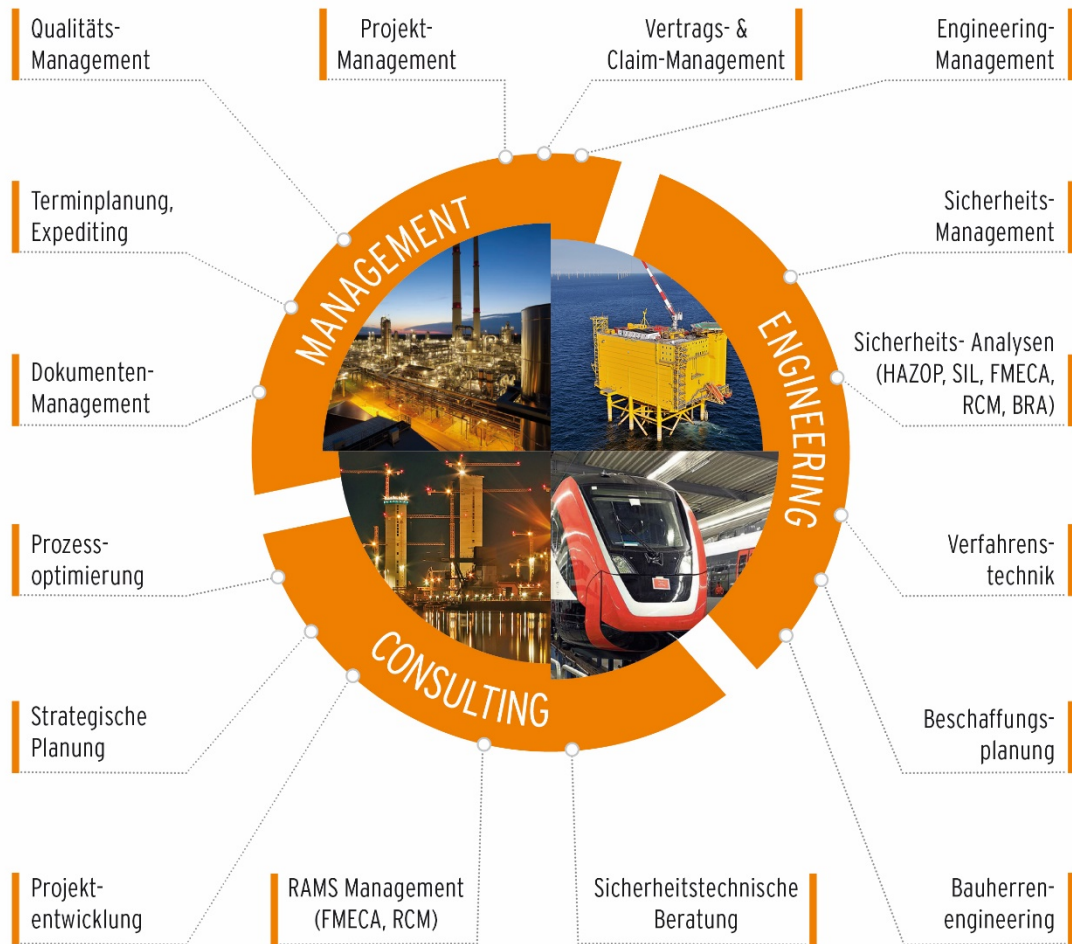 Qualitäts-
Management
Projekt-
Management
Vertrags- &
Claim-Management
Engineering-
Management
Terminplanung,
Expediting
Sicherheits-
Management
MANAGEMENT
ENGINEERING
Dokumenten-
Management
Sicherheits- Analysen
(HAZOP, SIL, FMECA,
RCM, BRA)
Prozess-
optimierung
Verfahrens-
technik
CONSULTING
Strategische
Planung
Beschaffungs-
planung
Projekt-
entwicklung
RAMS Management
(FMECA, RCM)
Sicherheitstechnische
Beratung
Bauherren-
engineering